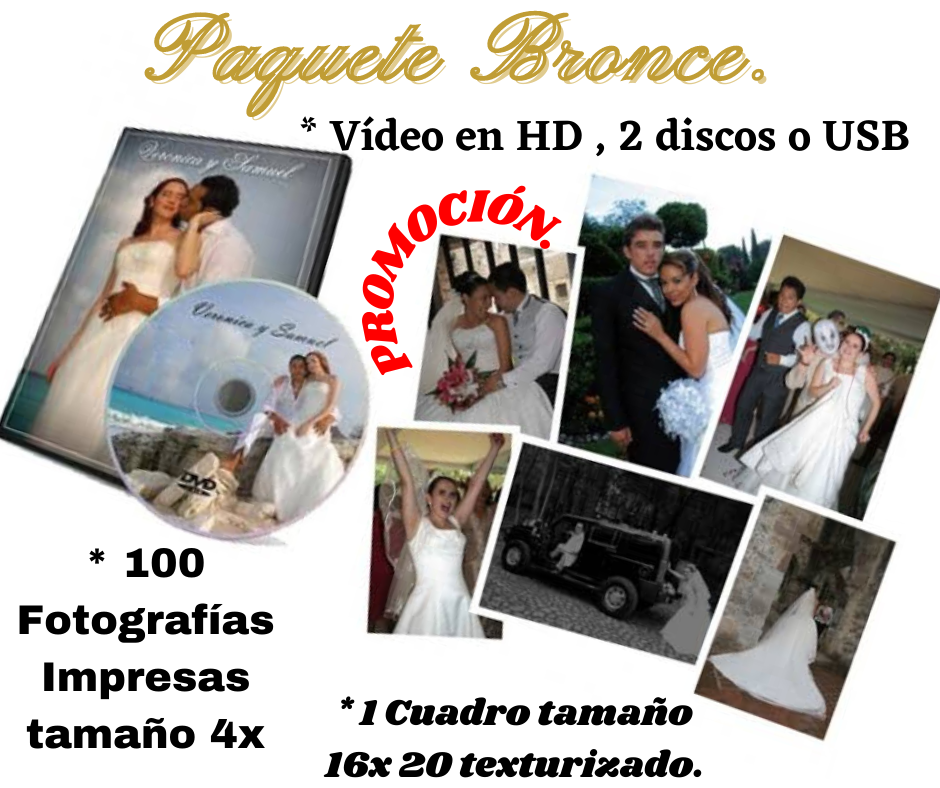 Paquete Bronce.
* Vídeo en HD , 2 discos o USB
PROMOCIÓN.
Veronica y Samuel
Veronica y Samuel
DVD
* 100
Fotografías
Impresas
tamaño 4x
* 1 Cuadro tamaño
16x 20 texturizado.